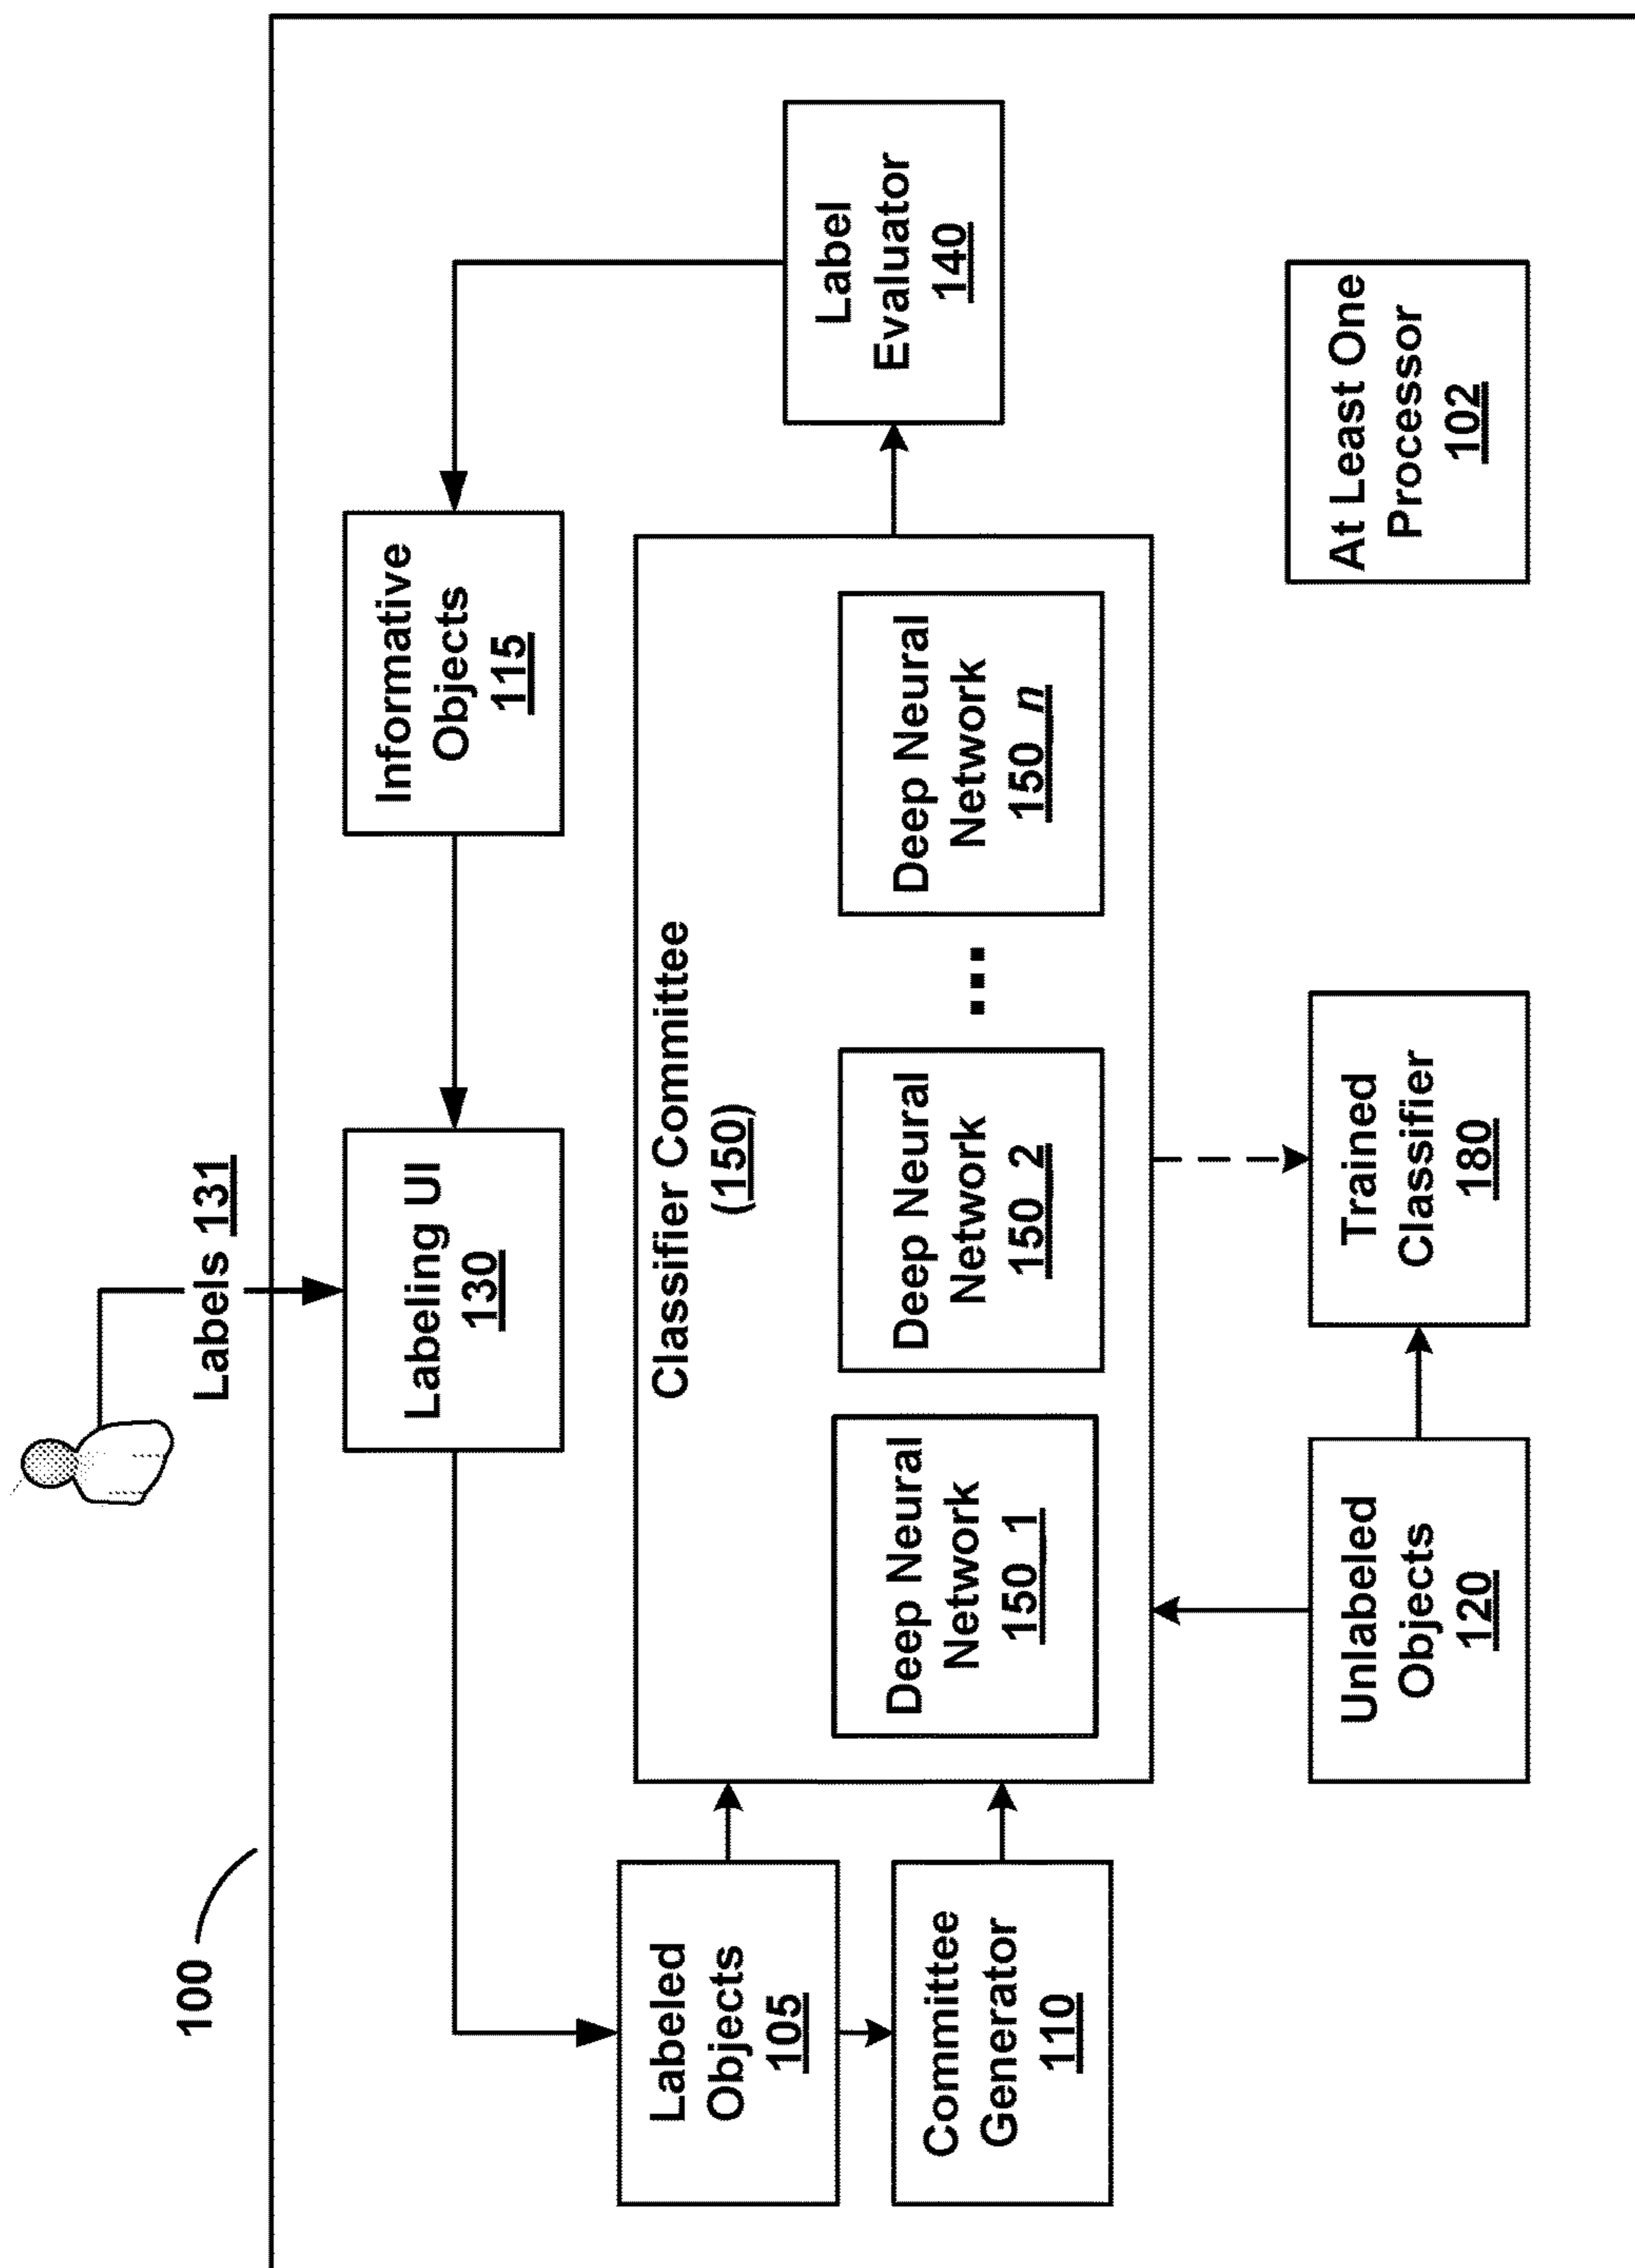 100
Labels 131
Labeling UI
130
Informative
Objects
115
Labeled
Objects
105
Committee
Generator
110
Classifier Committee
(150)
Deep Neural
Network
150_1
Deep Neural
Network
150_2
...
Deep Neural
Network
150_n
Label
Evaluator
140
Unlabeled
Objects
120
Trained
Classifier
180
At Least One
Processor
102